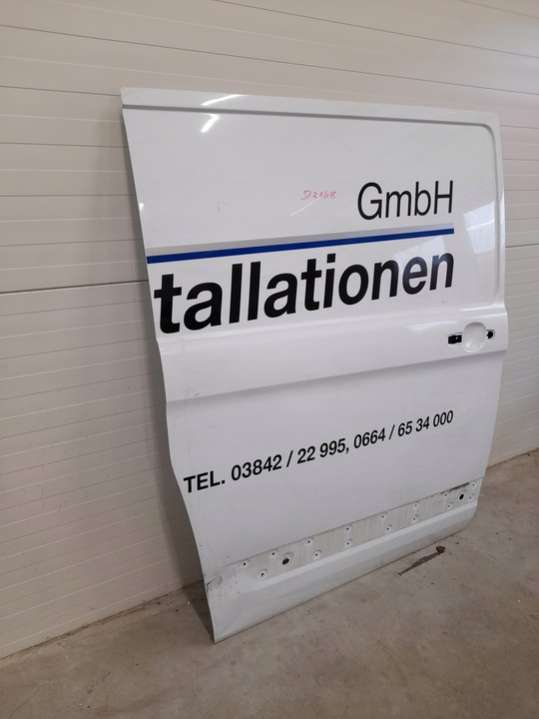 GmbH
tallationen
TEL. 03842 / 22 995, 0664 / 65 34 000